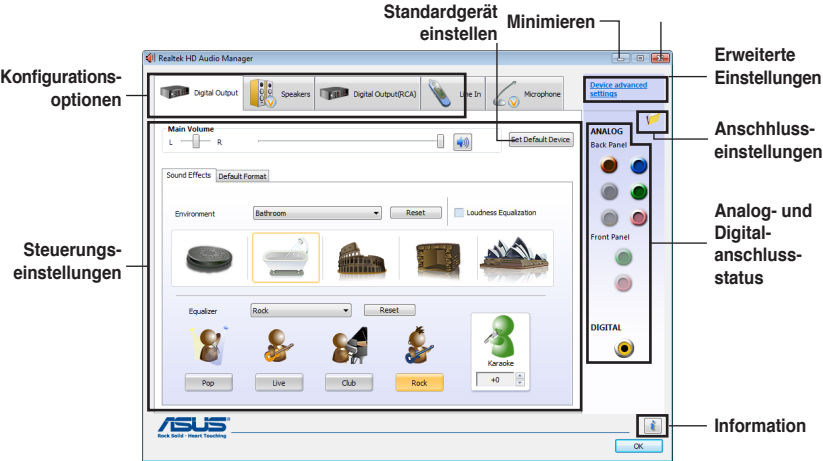 Standardgerät
einstellen
Minimieren
Konfigurations-
optionen
Steuerungs-
einstellungen
Realtek HD Audio Manager
Digital Output
Speakers
Digital Output(RCA)
Line In
Microphone
Main Volume
L
R
Set Default Device
Sound Effects
Default Format
Environment
Bathroom
Reset
Loudness Equalization
Equalizer
Rock
Reset
Pop
Live
Club
Rock
Karaoke
+0
Device advanced
settings
ANALOG
Back Panel
Front Panel
DIGITAL
ASUS
Rock Solid · Heart Touching
OK
Erweiterte
Einstellungen
Anschhluss-
einstellungen
Analog- und
Digital-
anschluss-
status
Information